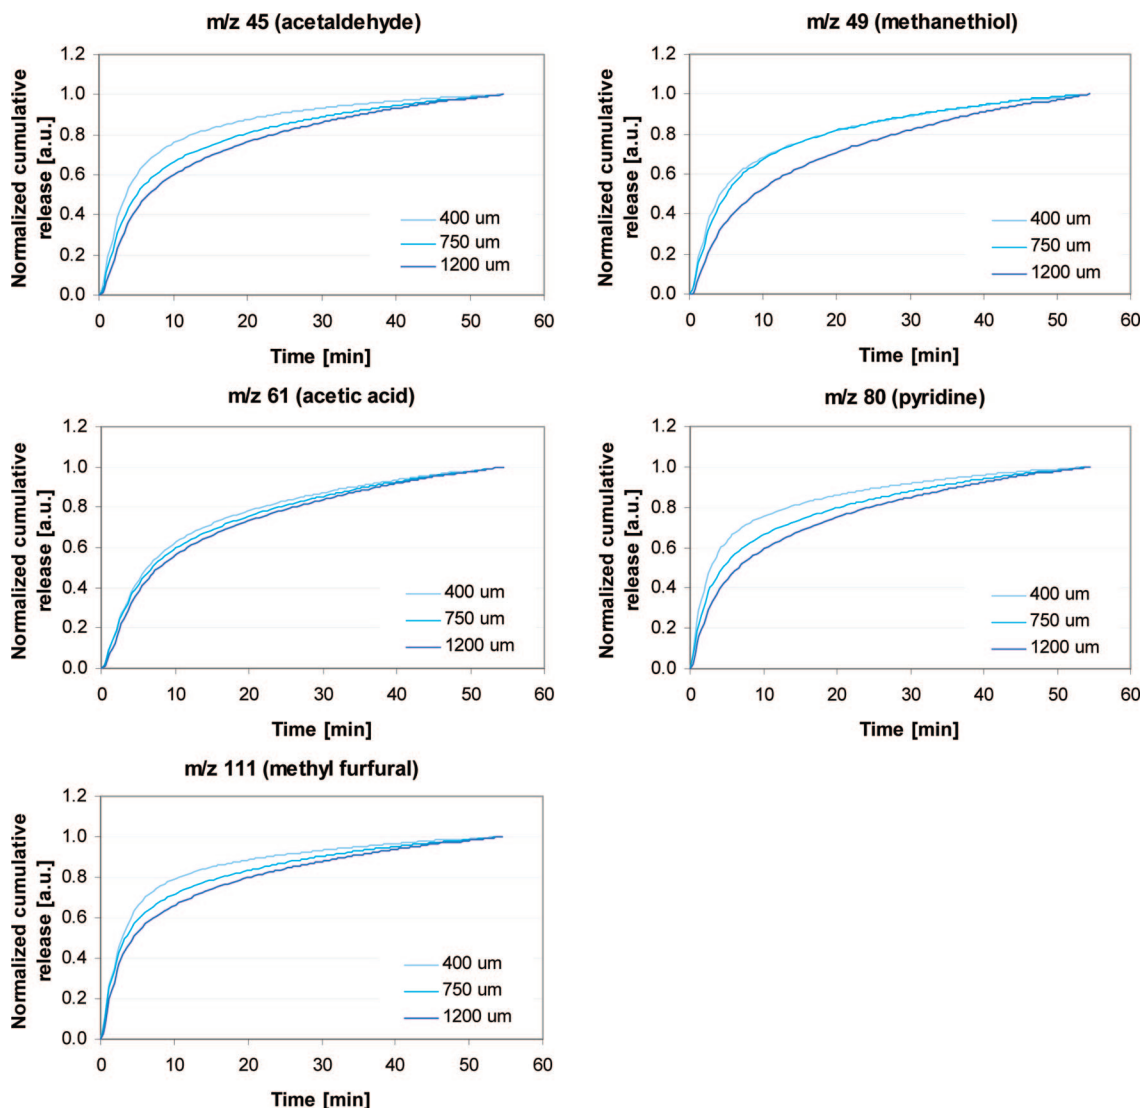 m/z 45 (acetaldehyde)
Normalized cumulative
release [a.u.]
1.2
1.0
0.8
0.6
0.4
0.2
0.0
400 um
750 um
1200 um
0 10 20 30 40 50 60
Time [min]
m/z 49 (methanethiol)
Normalized cumulative
release [a.u.]
1.2
1.0
0.8
0.6
0.4
0.2
0.0
400 um
750 um
1200 um
0 10 20 30 40 50 60
Time [min]
m/z 61 (acetic acid)
Normalized cumulative
release [a.u.]
1.2
1.0
0.8
0.6
0.4
0.2
0.0
400 um
750 um
1200 um
0 10 20 30 40 50 60
Time [min]
m/z 80 (pyridine)
Normalized cumulative
release [a.u.]
1.2
1.0
0.8
0.6
0.4
0.2
0.0
400 um
750 um
1200 um
0 10 20 30 40 50 60
Time [min]
m/z 111 (methyl furfural)
Normalized cumulative
release [a.u.]
1.2
1.0
0.8
0.6
0.4
0.2
0.0
400 um
750 um
1200 um
0 10 20 30 40 50 60
Time [min]